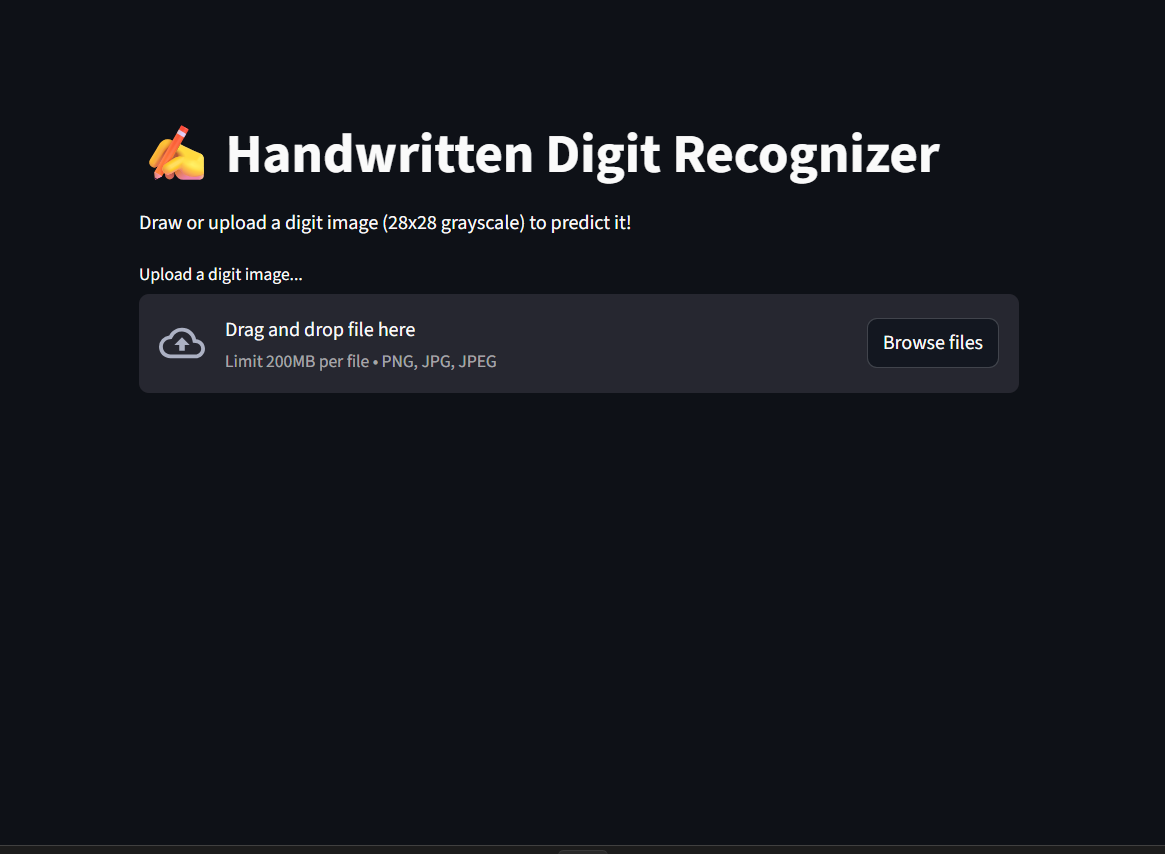 ✍️ Handwritten Digit Recognizer
Draw or upload a digit image (28x28 grayscale) to predict it!
Upload a digit image...
Drag and drop file here
Limit 200MB per file • PNG, JPG, JPEG
Browse files